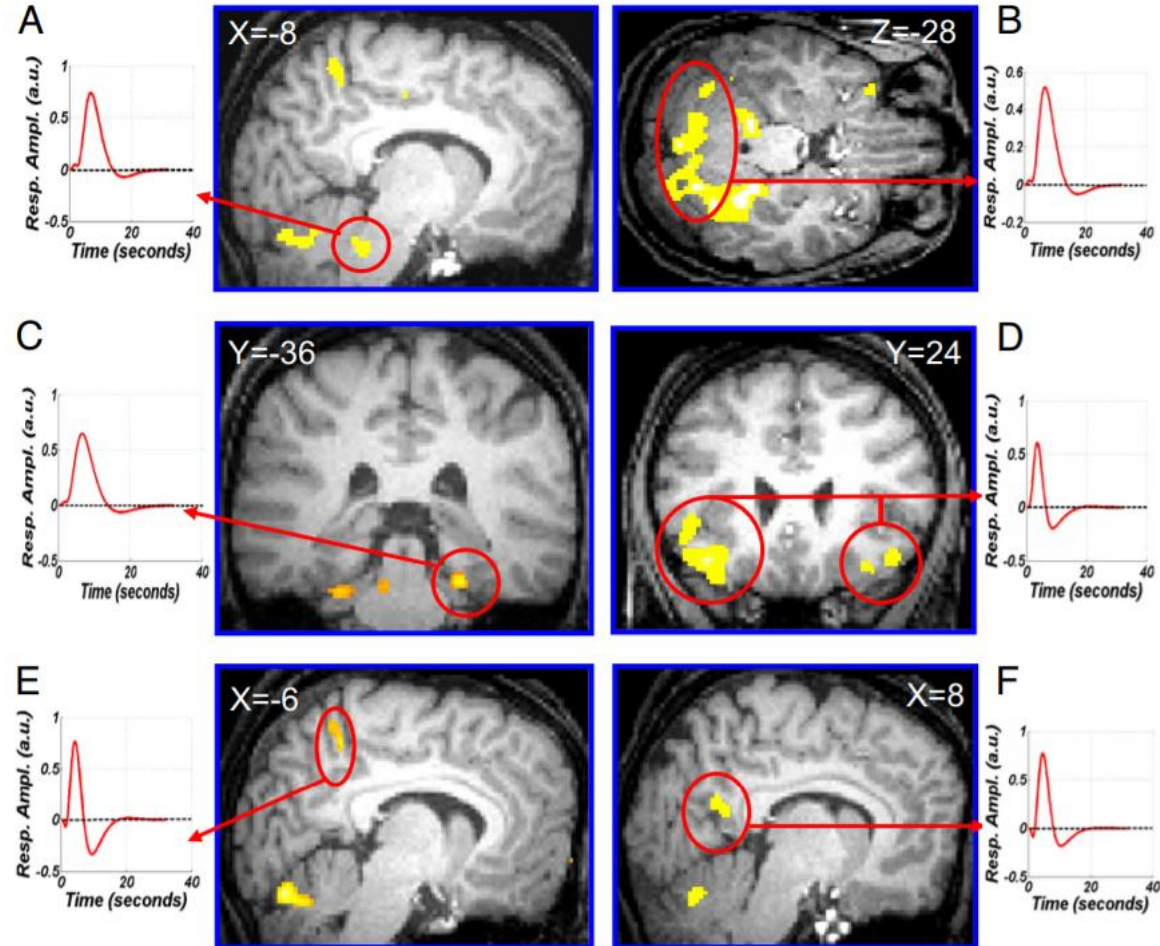 A
X=-8
Resp. Ampl. (a.u.)
1
0.5
0
-0.5
0
20
40
Time (seconds)
Z=-28
B
Resp. Ampl. (a.u.)
0.6
0.4
0.2
0
-0.2
0
20
40
Time (seconds)
C
Y=-36
Resp. Ampl. (a.u.)
1
0.5
0
-0.5
0
10
20
30
40
Time (seconds)
Y=24
D
Resp. Ampl. (a.u.)
1
0.5
0
-0.5
0
20
40
Time (seconds)
E
X=-6
Resp. Ampl. (a.u.)
1
0.5
0
-0.5
0
20
40
Time (seconds)
X=8
F
Resp. Ampl. (a.u.)
1
0.5
0
-0.5
0
20
40
Time (seconds)